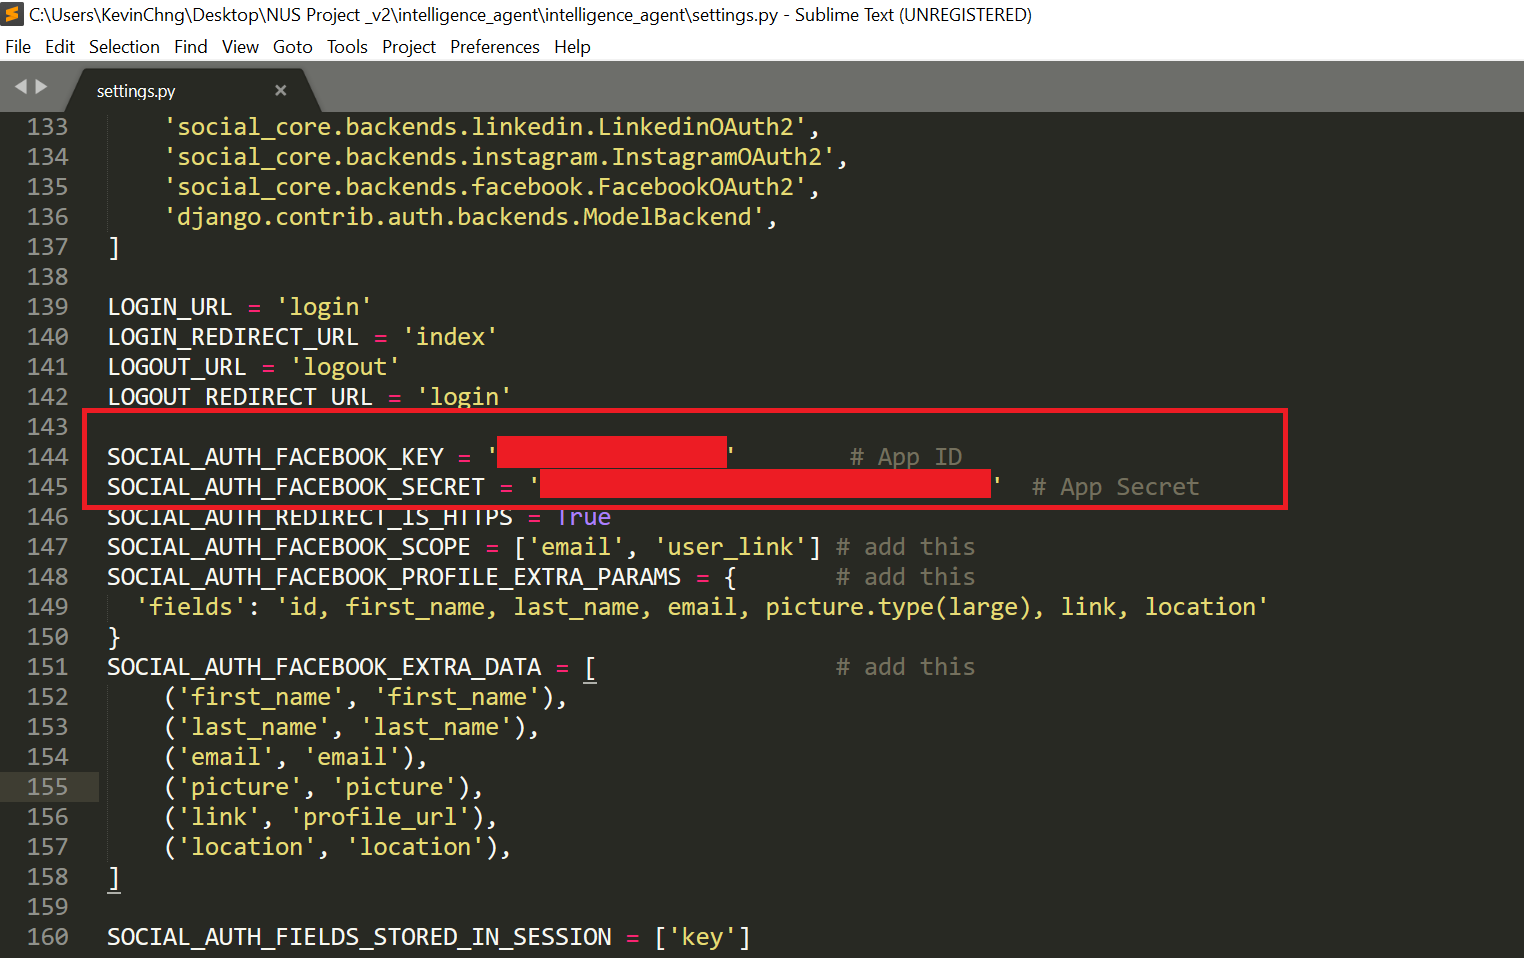 C:\Users\KevinChng\Desktop\NUS Project _v2\intelligence_agent\intelligence_agent\settings.py - Sublime Text (UNREGISTERED)
File Edit Selection Find View Goto Tools Project Preferences Help
settings.py ×
133     'social_core.backends.linkedin.LinkedinOAuth2',
134     'social_core.backends.instagram.InstagramOAuth2',
135     'social_core.backends.facebook.FacebookOAuth2',
136     'django.contrib.auth.backends.ModelBackend',
137 ]
138
139 LOGIN_URL = 'login'
140 LOGIN_REDIRECT_URL = 'index'
141 LOGOUT_URL = 'logout'
142 LOGOUT_REDIRECT_URL = 'login'
143
144 SOCIAL_AUTH_FACEBOOK_KEY = '                '        # App ID
145 SOCIAL_AUTH_FACEBOOK_SECRET = '                                '  # App Secret
146 SOCIAL_AUTH_REDIRECT_IS_HTTPS = True
147 SOCIAL_AUTH_FACEBOOK_SCOPE = ['email', 'user_link'] # add this
148 SOCIAL_AUTH_FACEBOOK_PROFILE_EXTRA_PARAMS = {       # add this
149   'fields': 'id, first_name, last_name, email, picture.type(large), link, location'
150 }
151 SOCIAL_AUTH_FACEBOOK_EXTRA_DATA = [                 # add this
152     ('first_name', 'first_name'),
153     ('last_name', 'last_name'),
154     ('email', 'email'),
155     ('picture', 'picture'),
156     ('link', 'profile_url'),
157     ('location', 'location'),
158 ]
159
160 SOCIAL_AUTH_FIELDS_STORED_IN_SESSION = ['key']